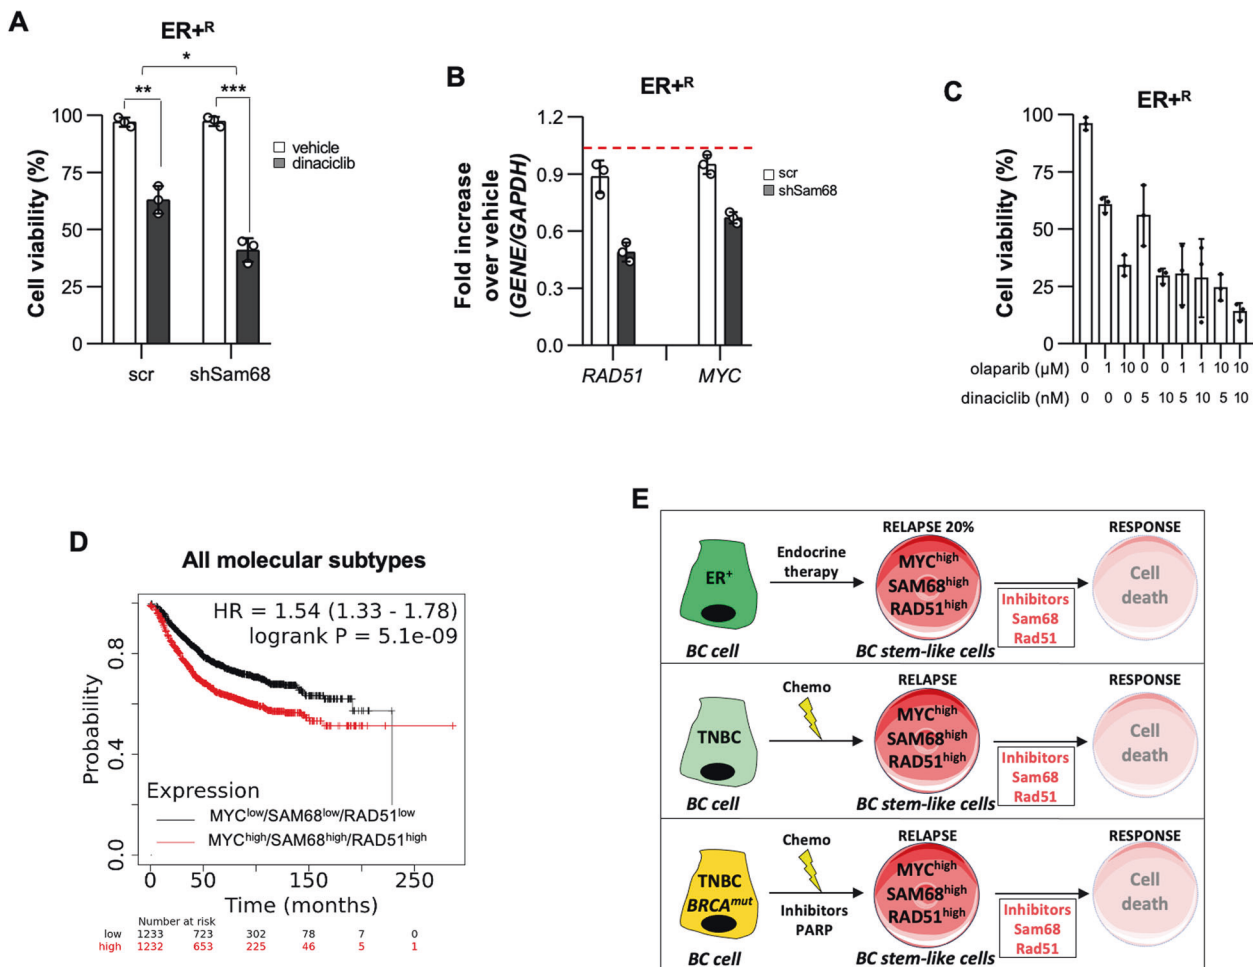 A
ER+ᴿ
*
**
***
100
75
50
25
0
Cell viability (%)
vehicle
dinaciclib
scr
shSam68
B
ER+ᴿ
1.2
0.9
0.6
0.3
0.0
Fold increase
over vehicle
(GENE/GAPDH)
scr
shSam68
RAD51
MYC
C
ER+ᴿ
100
75
50
25
0
Cell viability (%)
olaparib (µM) 0 1 10 0 0 1 1 10 10
dinaciclib (nM) 0 0 0 5 10 5 10 5 10
D
All molecular subtypes
HR = 1.54 (1.33 - 1.78)
logrank P = 5.1e-09
0.8
0.4
0.0
Probability
Expression
MYCˡᵒʷ/SAM68ˡᵒʷ/RAD51ˡᵒʷ
MYCʰⁱᵍʰ/SAM68ʰⁱᵍʰ/RAD51ʰⁱᵍʰ
0 50 150 250
Time (months)
Number at risk
low 1233 723 302 78 7 0
high 1232 653 225 46 5 1
E
ER⁺
BC cell
Endocrine
therapy
RELAPSE 20%
MYCʰⁱᵍʰ
SAM68ʰⁱᵍʰ
RAD51ʰⁱᵍʰ
BC stem-like cells
Inhibitors
Sam68
Rad51
RESPONSE
Cell
death
TNBC
BC cell
Chemo
RELAPSE
MYCʰⁱᵍʰ
SAM68ʰⁱᵍʰ
RAD51ʰⁱᵍʰ
BC stem-like cells
Inhibitors
Sam68
Rad51
RESPONSE
Cell
death
TNBC
BRCAᵐᵘᵗ
BC cell
Chemo
Inhibitors
PARP
RELAPSE
MYCʰⁱᵍʰ
SAM68ʰⁱᵍʰ
RAD51ʰⁱᵍʰ
BC stem-like cells
Inhibitors
Sam68
Rad51
RESPONSE
Cell
death